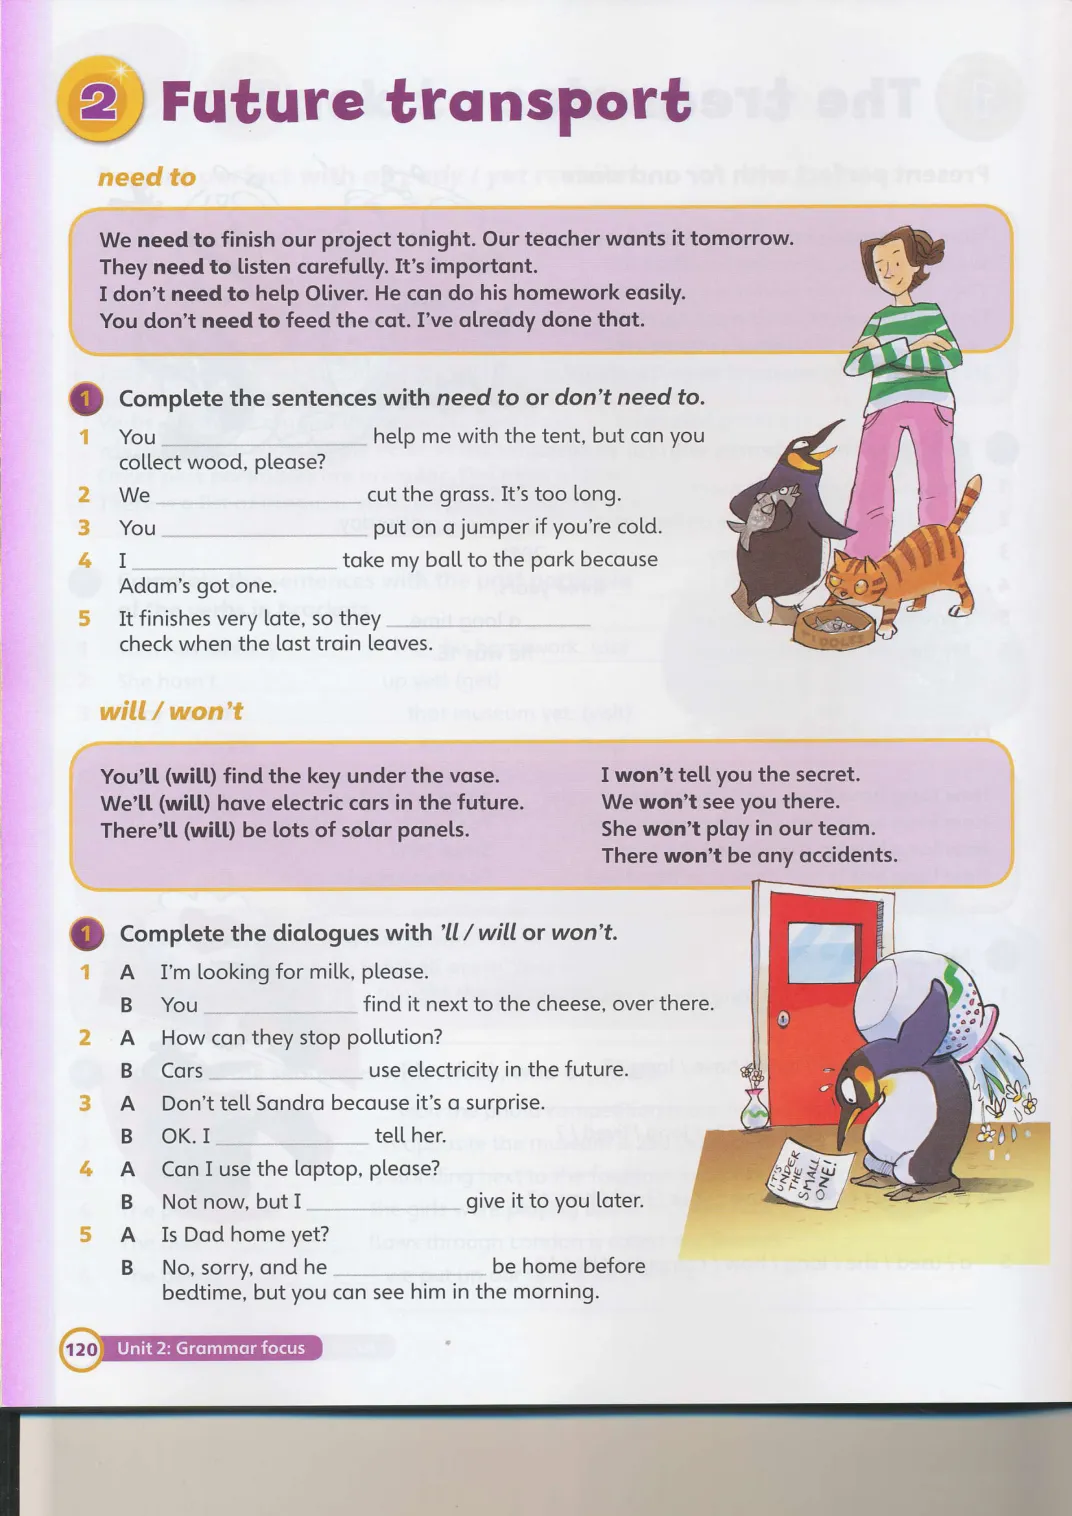 2 Future transport
need to
We need to finish our project tonight. Our teacher wants it tomorrow.
They need to listen carefully. It's important.
I don't need to help Oliver. He can do his homework easily.
You don't need to feed the cat. I've already done that.
1 Complete the sentences with need to or don't need to.
1 You ____________ help me with the tent, but can you
collect wood, please?
2 We ____________ cut the grass. It's too long.
3 You ____________ put on a jumper if you're cold.
4 I ____________ take my ball to the park because
Adam's got one.
5 It finishes very late, so they ____________
check when the last train leaves.
will / won't
You'll (will) find the key under the vase.
We'll (will) have electric cars in the future.
There'll (will) be lots of solar panels.
I won't tell you the secret.
We won't see you there.
She won't play in our team.
There won't be any accidents.
1 Complete the dialogues with 'll / will or won't.
1 A I'm looking for milk, please.
B You ____________ find it next to the cheese, over there.
2 A How can they stop pollution?
B Cars ____________ use electricity in the future.
3 A Don't tell Sandra because it's a surprise.
B OK. I ____________ tell her.
4 A Can I use the laptop, please?
B Not now, but I ____________ give it to you later.
5 A Is Dad home yet?
B No, sorry, and he ____________ be home before
bedtime, but you can see him in the morning.
IT'S
UNDER
THE
SMALL
ONE!
120 Unit 2: Grammar focus